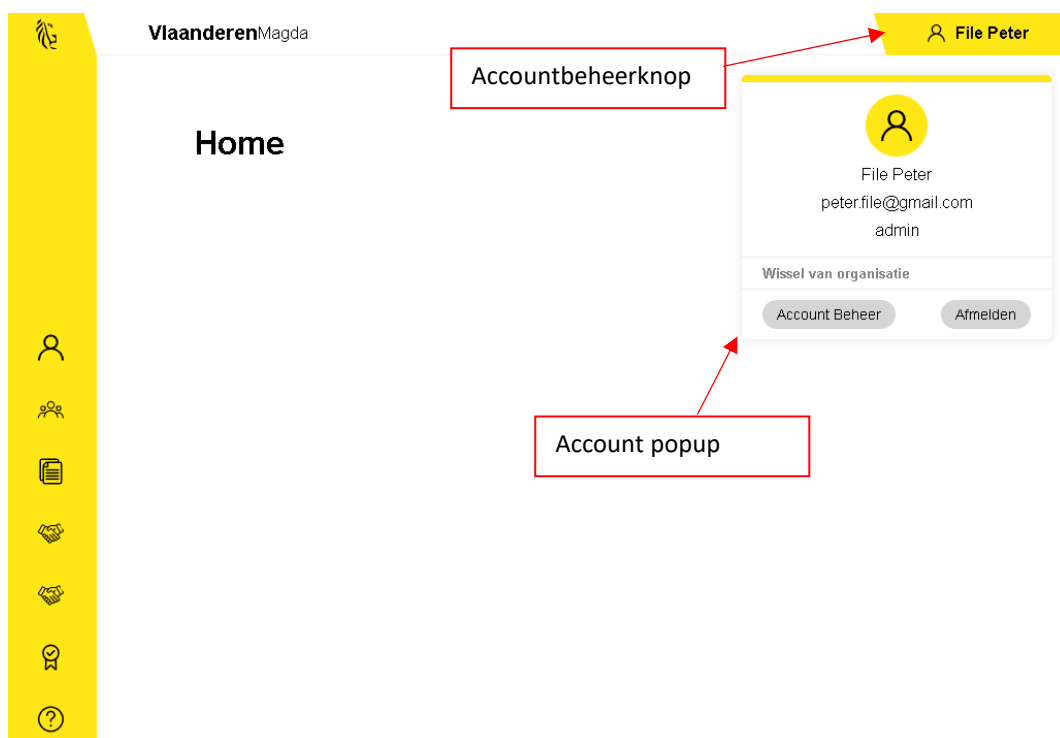 VlaanderenMagda
File Peter
Accountbeheerknop
Home
File Peter
peter.file@gmail.com
admin
Wissel van organisatie
Account Beheer
Afmelden
Account popup